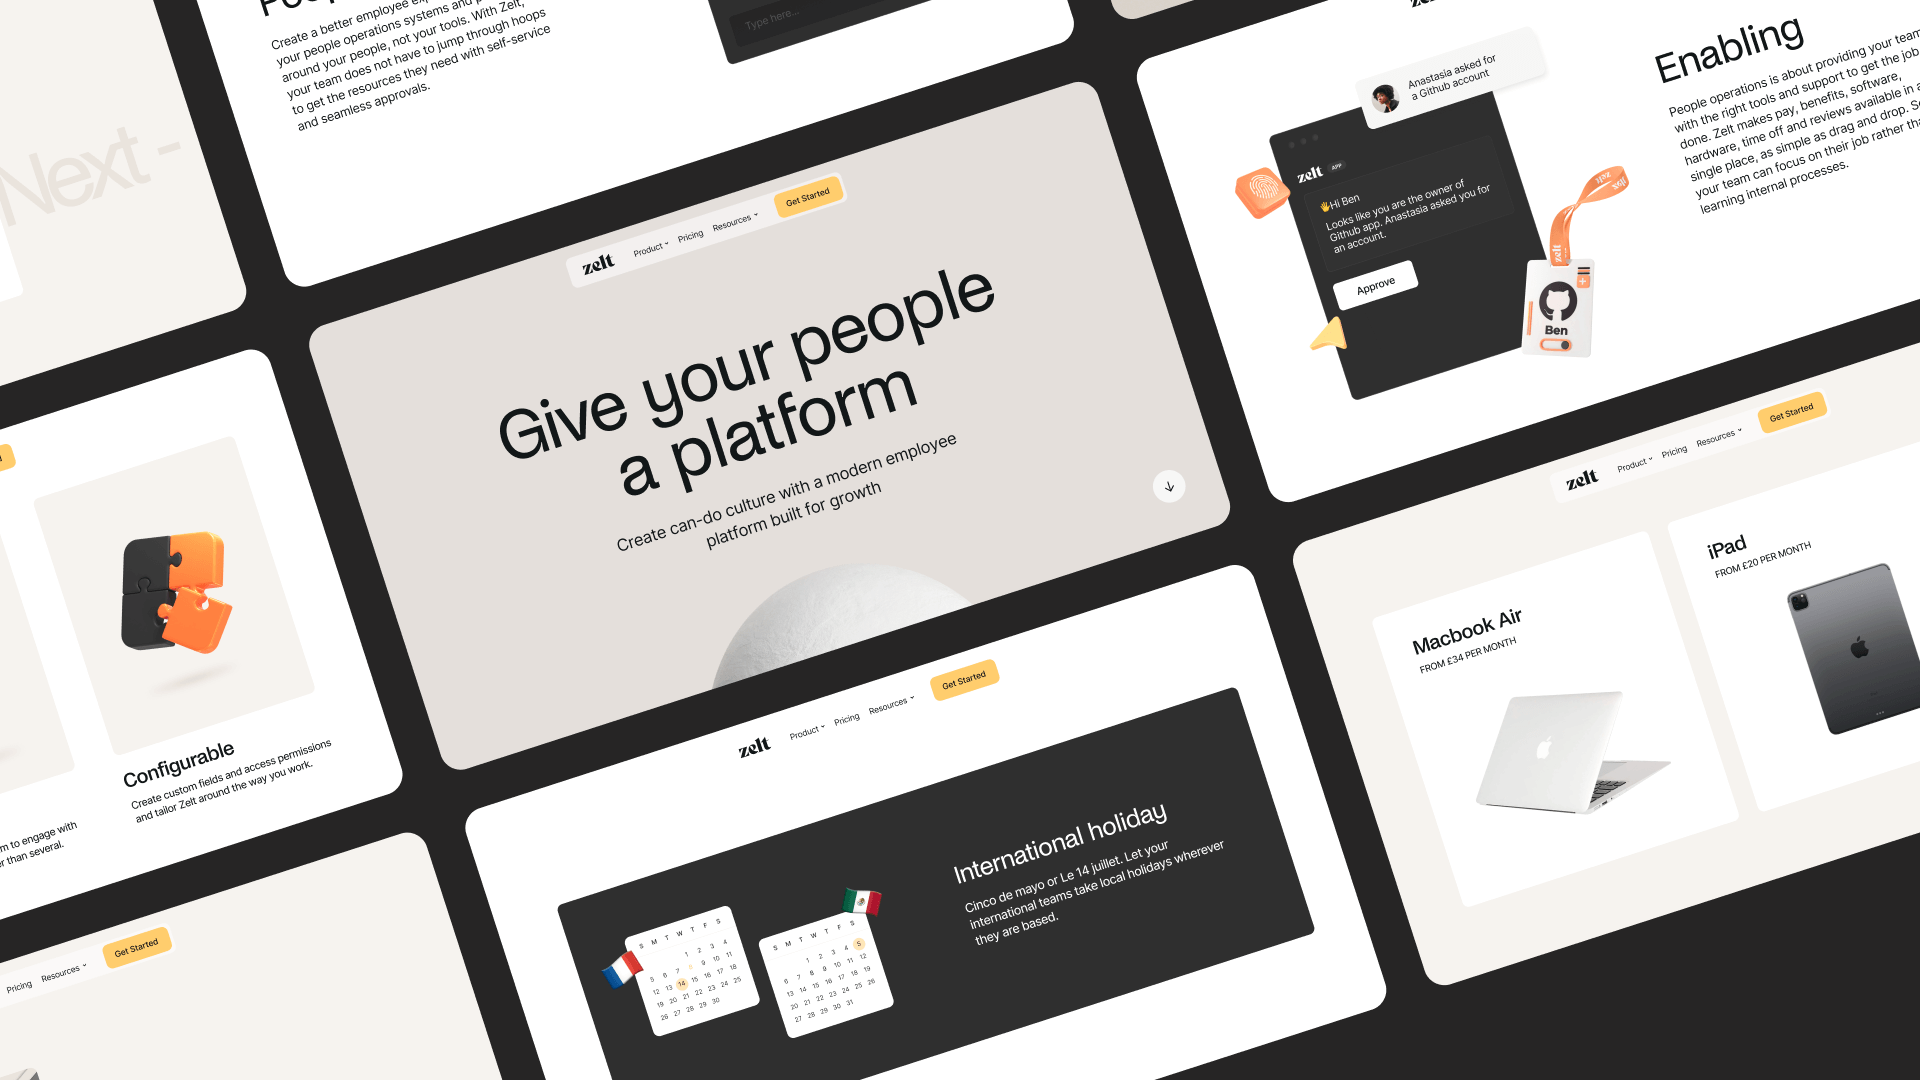 Create a better employee
your people operations systems and
around your people, not your tools. With Zelt,
your team does not have to jump through hoops
to get the resources they need with self-service
and seamless approvals.
Type here...
Next -
zelt
Product
Pricing
Resources
Get Started
Give your people
a platform
Create can-do culture with a modern employee
platform built for growth
Anastasia asked for
a Github account
zelt
APP
👋Hi Ben
Looks like you are the owner of
Github app. Anastasia asked you for
an account.
Approve
zelt
zelt
zelt
Ben
Enabling
People operations is about providing your team
with the right tools and support to get the job
done. Zelt makes pay, benefits, software,
hardware, time off and reviews available in a
single place, as simple as drag and drop. So
your team can focus on their job rather than
learning internal processes.
Configurable
Create custom fields and access permissions
and tailor Zelt around the way you work.
to engage with
than several.
zelt
Product
Pricing
Resources
Get Started
Macbook Air
FROM £34 PER MONTH
iPad
FROM £20 PER MONTH
zelt
Product
Pricing
Resources
Get Started
International holiday
Cinco de mayo or Le 14 juillet. Let your
international teams take local holidays wherever
they are based.
S M T W T F S
1 2 3 4
5 6 7 8 9 10 11
12 13 14 15 16 17 18
19 20 21 22 23 24 25
26 27 28 29 30
S M T W T F S
1 2 3 4 5
6 7 8 9 10 11 12
13 14 15 16 17 18 19
20 21 22 23 24 25 26
27 28 29 30 31
Pricing
Resources
Get Started